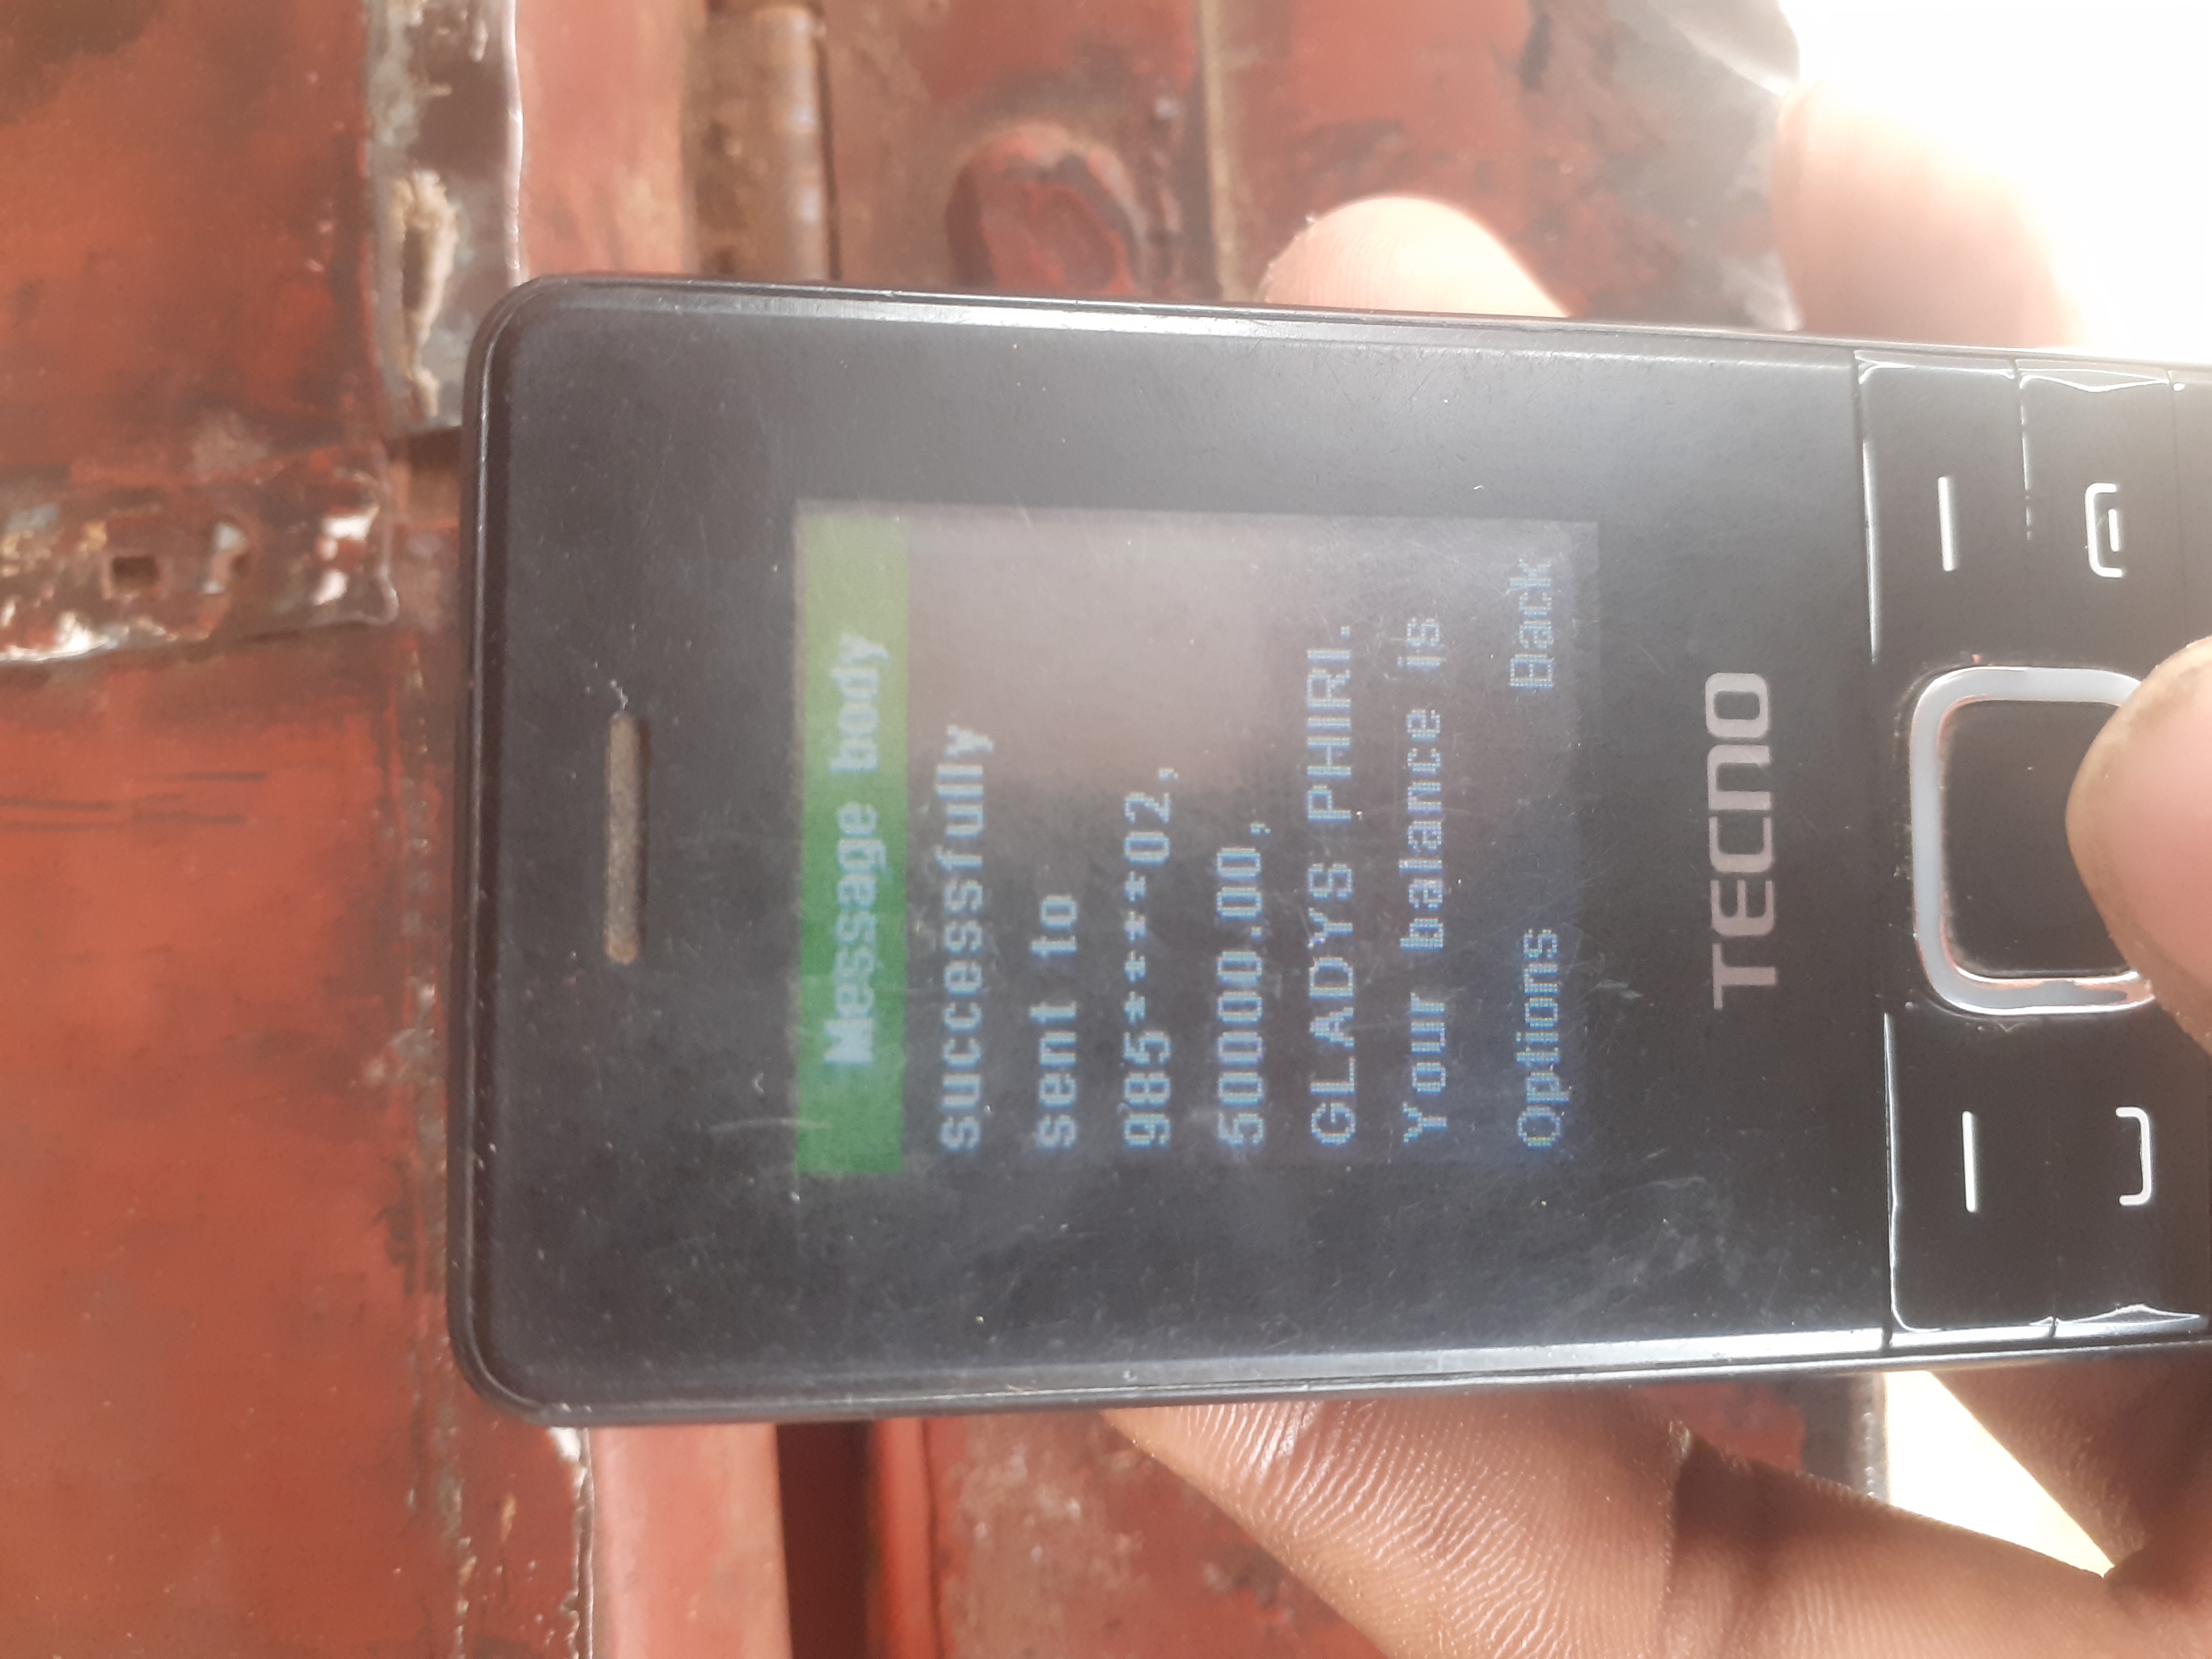 Message body
successfully
sent to
985****02,
50000.00,
GLADYS PHIRI.
Your balance is
Options Back
TECNO